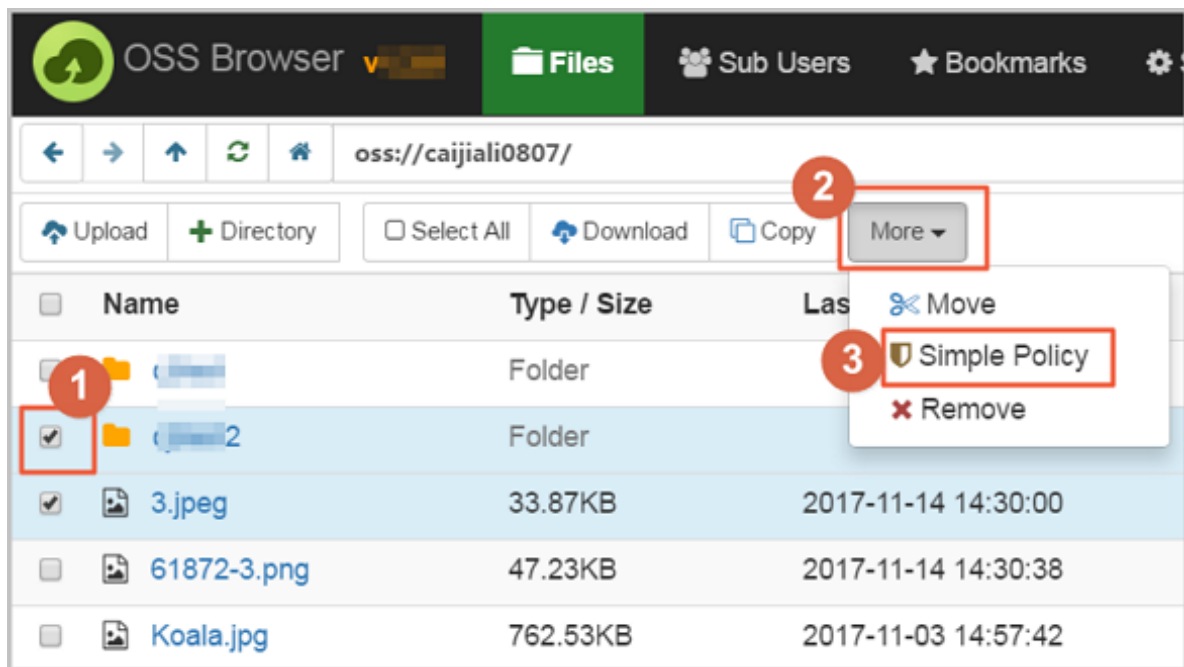 OSS Browser v Files Sub Users Bookmarks
oss://caijiali0807/
2
Upload Directory Select All Download Copy More
Name Type / Size Las Move
3 Simple Policy
Folder
1
Remove
2 Folder
3.jpeg 33.87KB 2017-11-14 14:30:00
61872-3.png 47.23KB 2017-11-14 14:30:38
Koala.jpg 762.53KB 2017-11-03 14:57:42